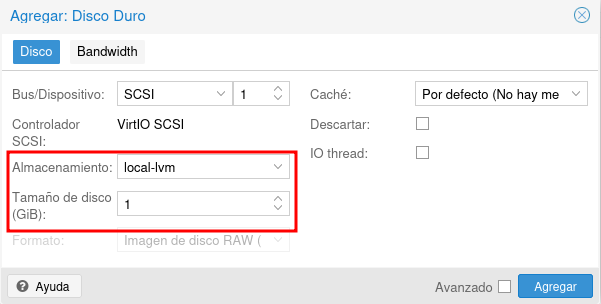 Agregar: Disco Duro
Disco Bandwidth
Bus/Dispositivo: SCSI 1 Caché: Por defecto (No hay me
Controlador SCSI: VirtIO SCSI Descartar:
IO thread:
Almacenamiento: local-lvm
Tamaño de disco (GiB): 1
Formato: Imagen de disco RAW (
Ayuda Avanzado Agregar